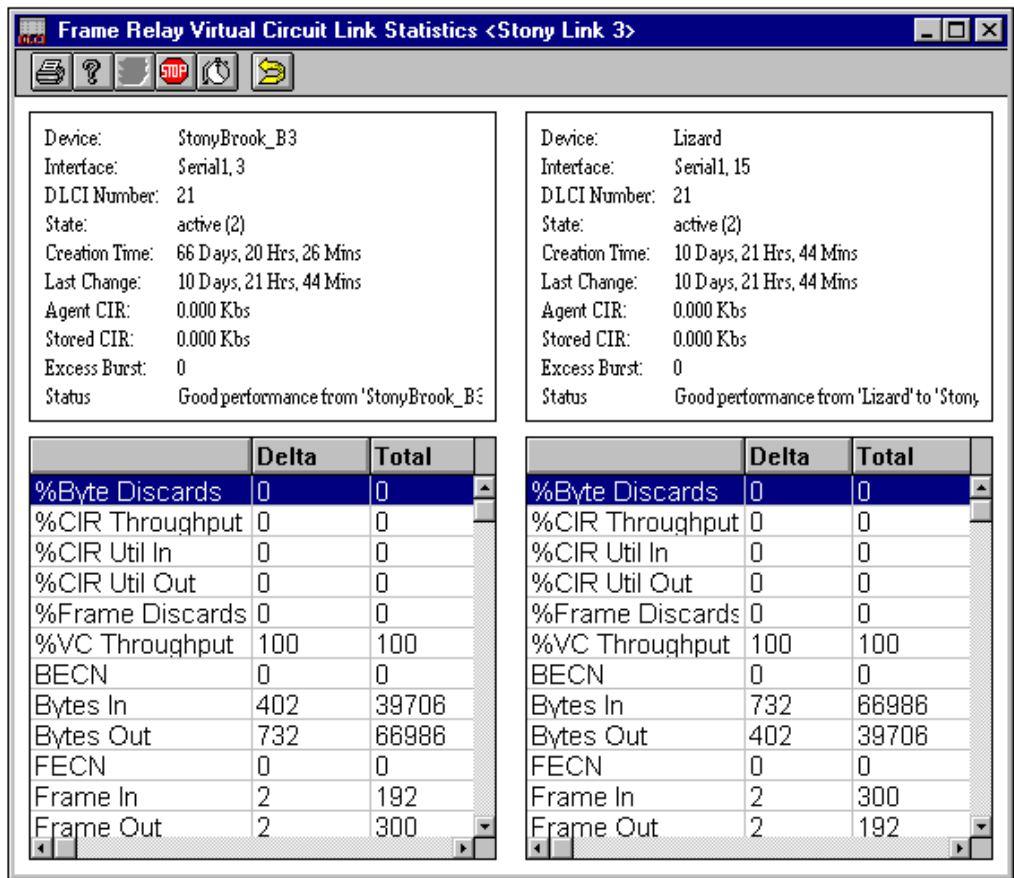 Frame Relay Virtual Circuit Link Statistics <Stony Link 3>
DLCI
STOP
Device: StonyBrook_B3
Interface: Serial1, 3
DLCI Number: 21
State: active (2)
Creation Time: 66 Days, 20 Hrs, 26 Mins
Last Change: 10 Days, 21 Hrs, 44 Mins
Agent CIR: 0.000 Kbs
Stored CIR: 0.000 Kbs
Excess Burst: 0
Status Good performance from 'StonyBrook_B3
Device: Lizard
Interface: Serial1, 15
DLCI Number: 21
State: active (2)
Creation Time: 10 Days, 21 Hrs, 44 Mins
Last Change: 10 Days, 21 Hrs, 44 Mins
Agent CIR: 0.000 Kbs
Stored CIR: 0.000 Kbs
Excess Burst: 0
Status Good performance from 'Lizard' to 'Stony
Delta Total
%Byte Discards 0 0
%CIR Throughput 0 0
%CIR Util In 0 0
%CIR Util Out 0 0
%Frame Discards 0 0
%VC Throughput 100 100
BECN 0 0
Bytes In 402 39706
Bytes Out 732 66986
FECN 0 0
Frame In 2 192
Frame Out 2 300
Delta Total
%Byte Discards 0 0
%CIR Throughput 0 0
%CIR Util In 0 0
%CIR Util Out 0 0
%Frame Discards 0 0
%VC Throughput 100 100
BECN 0 0
Bytes In 732 66986
Bytes Out 402 39706
FECN 0 0
Frame In 2 300
Frame Out 2 192